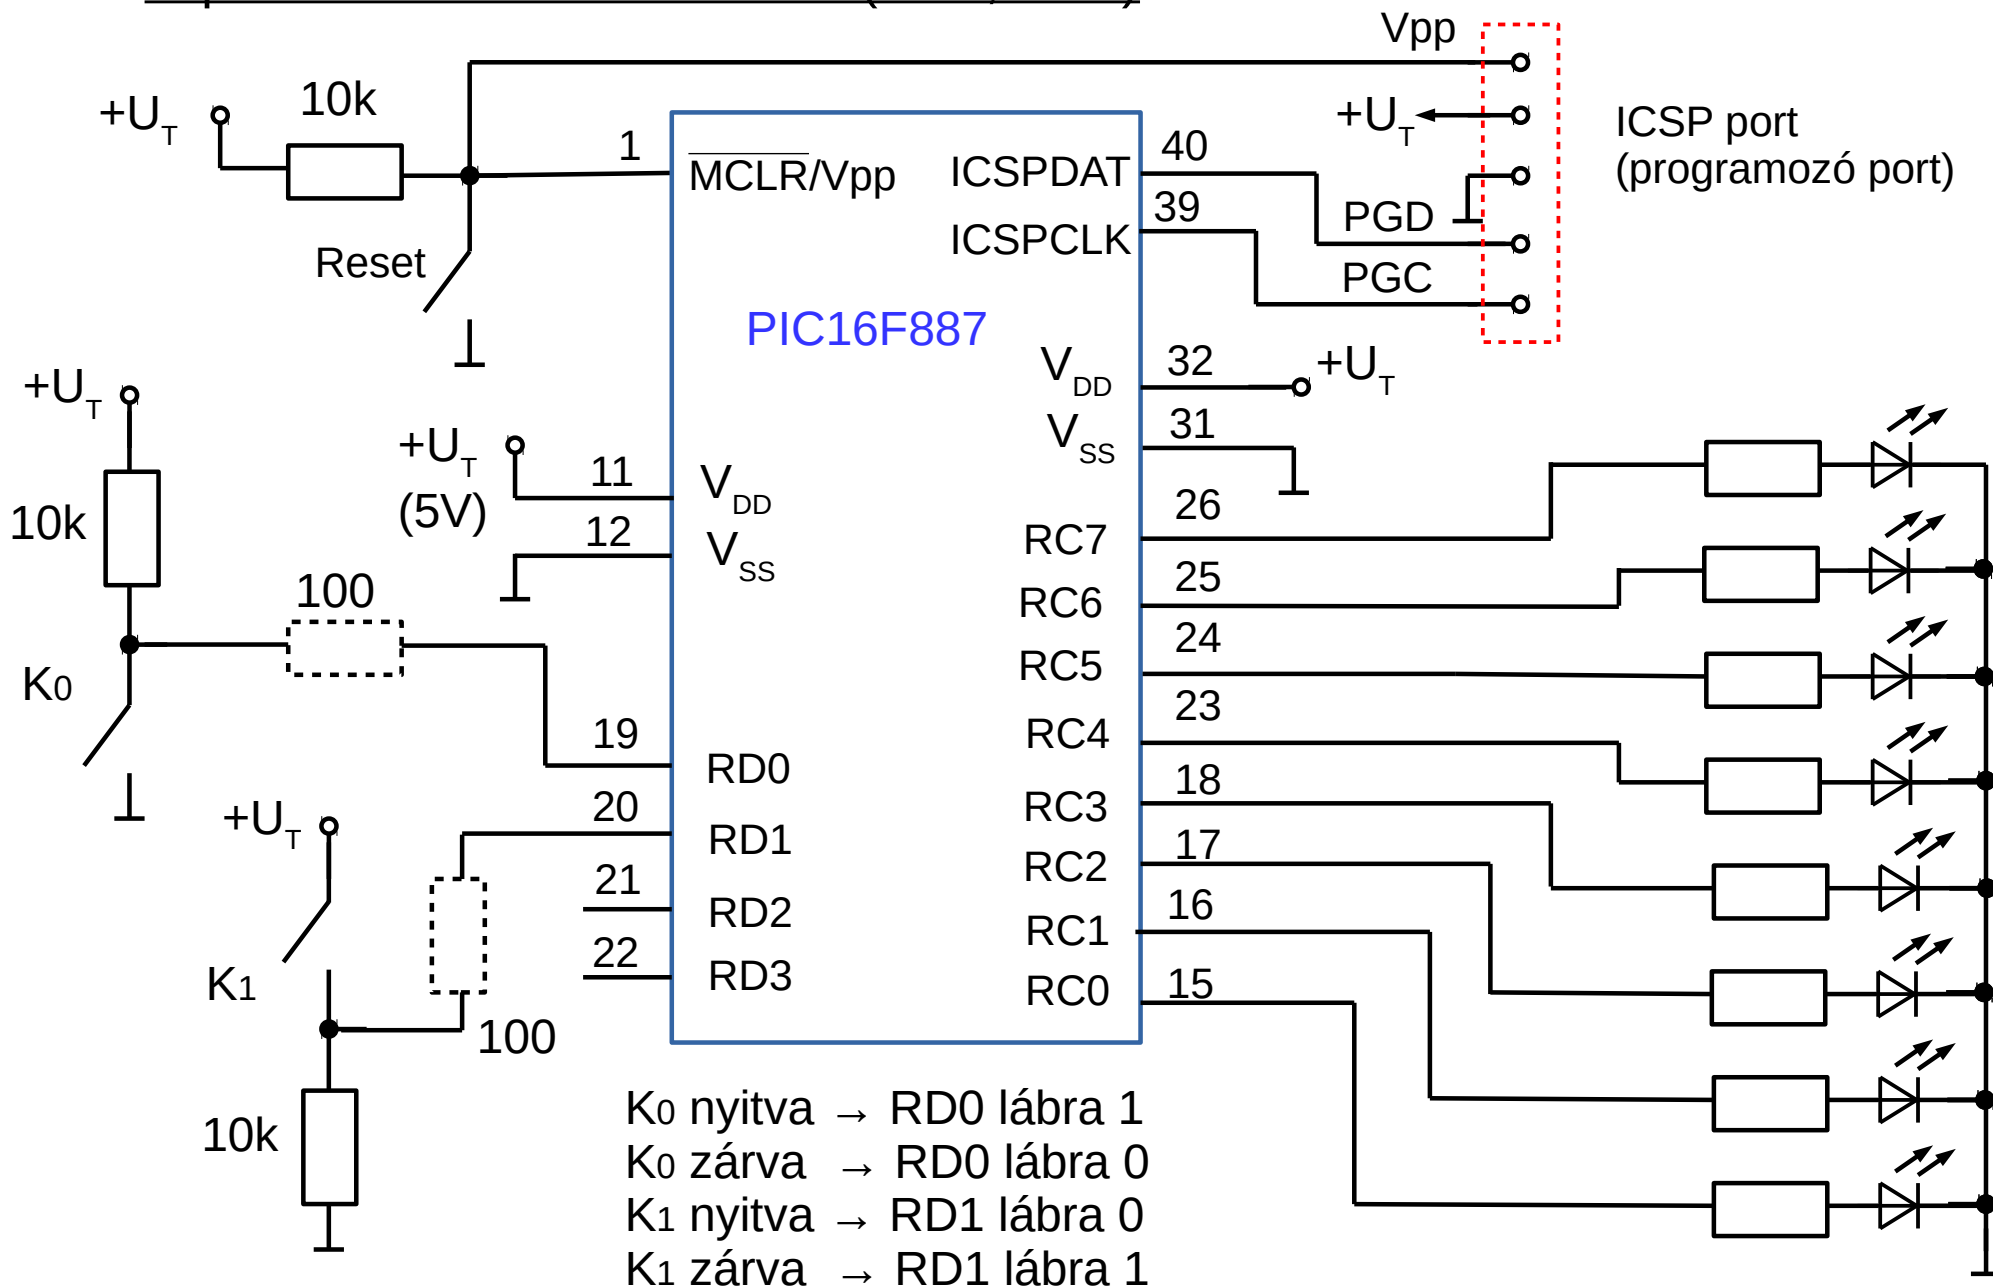 Vpp
+UT
10k
+UT
ICSP port
(programozó port)
1
MCLR/Vpp
ICSPDAT
40
39
ICSPCLK
PGD
PGC
Reset
PIC16F887
VDD
32
+UT
VSS
31
+UT
10k
+UT
(5V)
11
VDD
12
VSS
100
K0
19
RD0
20
RD1
21
RD2
22
RD3
+UT
K1
100
10k
RC7
26
RC6
25
RC5
24
RC4
23
RC3
18
RC2
17
RC1
16
RC0
15
K0 nyitva → RD0 lábra 1
K0 zárva → RD0 lábra 0
K1 nyitva → RD1 lábra 0
K1 zárva → RD1 lábra 1